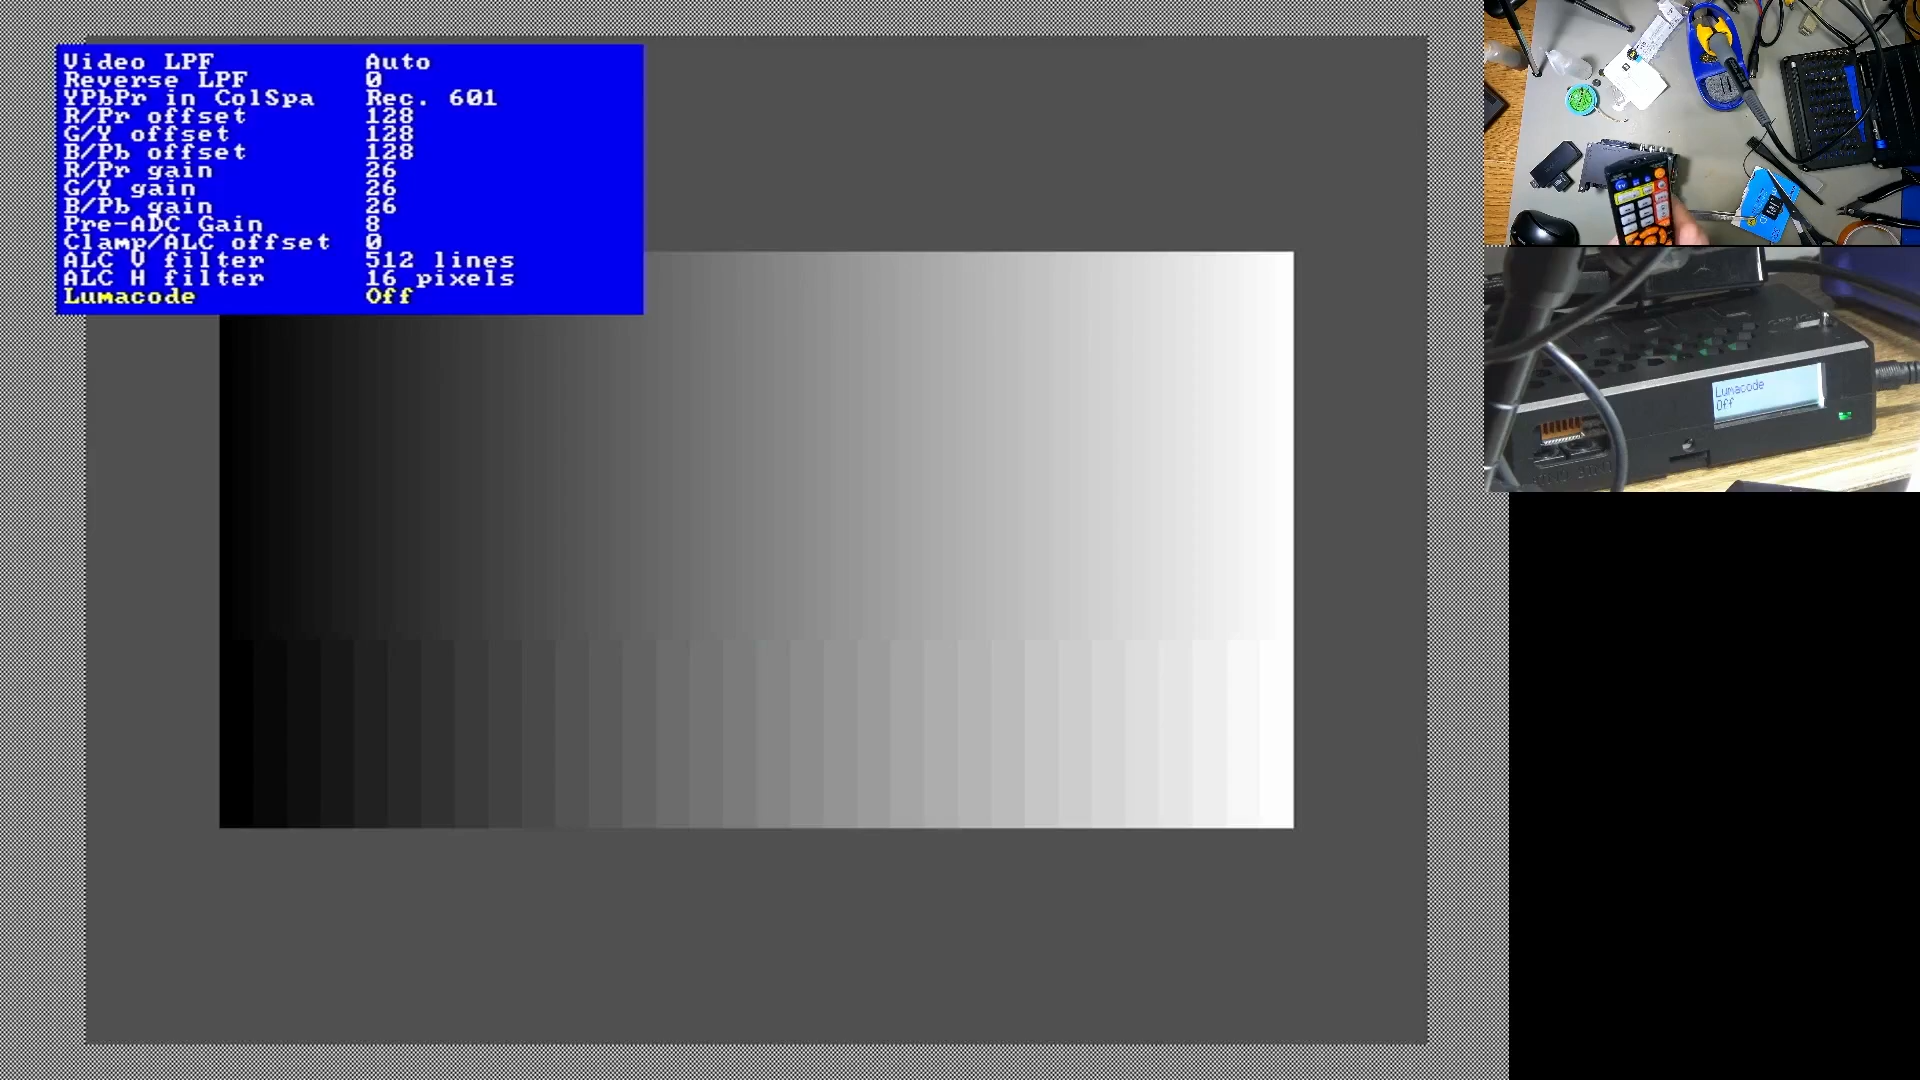 Video LPF Auto
Reverse LPF 0
YPbPr in ColSpa Rec. 601
R/Pr offset 128
G/Y offset 128
B/Pb offset 128
R/Pr gain 26
G/Y gain 26
B/Pb gain 26
Pre-ADC Gain 8
Clamp/ALC offset 0
ALC V filter 512 lines
ALC H filter 16 pixels
Lumacode Off
Lumacode
Off